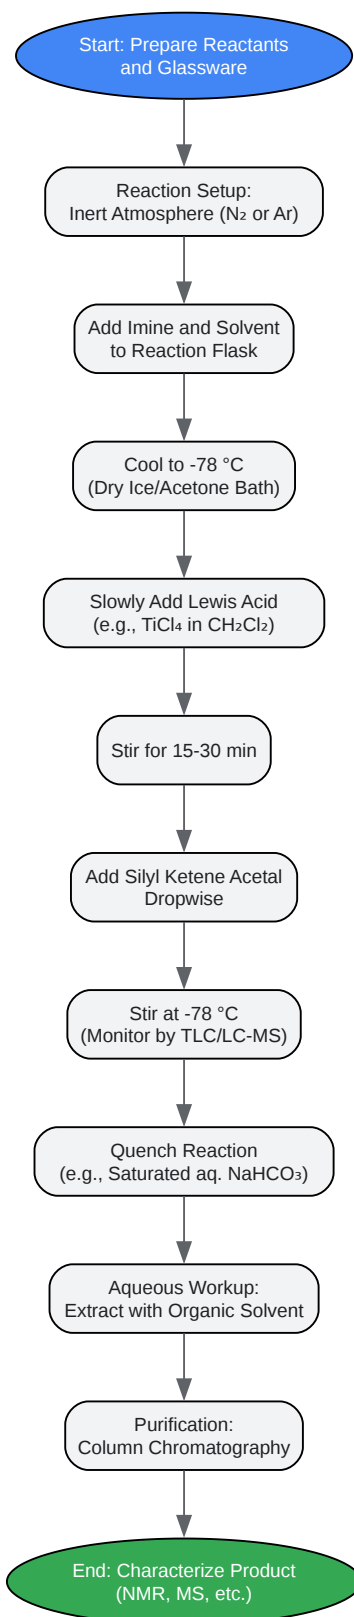 Start: Prepare Reactants
and Glassware
Reaction Setup:
Inert Atmosphere (N₂ or Ar)
Add Imine and Solvent
to Reaction Flask
Cool to -78 °C
(Dry Ice/Acetone Bath)
Slowly Add Lewis Acid
(e.g., TiCl₄ in CH₂Cl₂)
Stir for 15-30 min
Add Silyl Ketene Acetal
Dropwise
Stir at -78 °C
(Monitor by TLC/LC-MS)
Quench Reaction
(e.g., Saturated aq. NaHCO₃)
Aqueous Workup:
Extract with Organic Solvent
Purification:
Column Chromatography
End: Characterize Product
(NMR, MS, etc.)